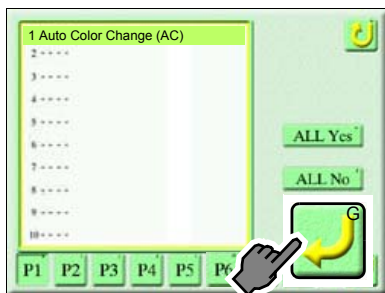 1 Auto Color Change (AC)
2 - - - -
3 - - - -
4 - - - -
5 - - - -
6 - - - -
7 - - - -
8 - - - -
9 - - - -
10 - - - -
ALL Yes
ALL No
G
P1 P2 P3 P4 P5 P6